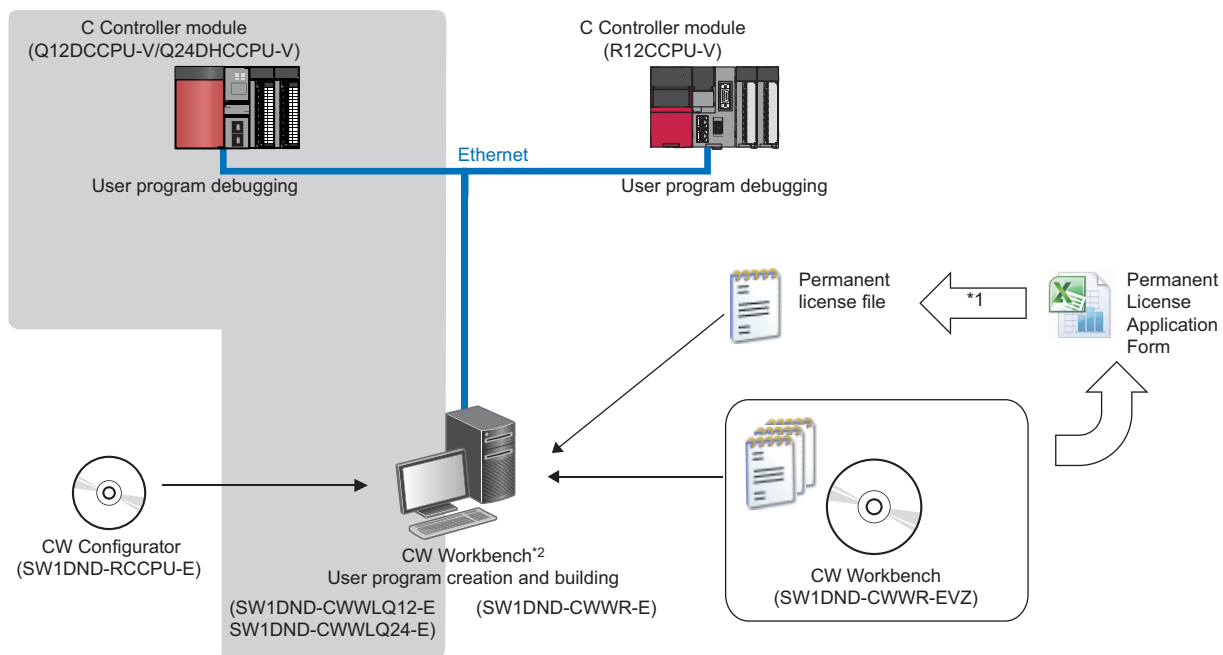 C Controller module
(Q12DCCPU-V/Q24DHCCPU-V)
C Controller module
(R12CCPU-V)
Ethernet
User program debugging
User program debugging
Permanent
license file
*1
Permanent
License
Application
Form
CW Configurator
(SW1DND-RCCPU-E)
CW Workbench*2
User program creation and building
(SW1DND-CWWLQ12-E
SW1DND-CWWLQ24-E)
(SW1DND-CWWR-E)
CW Workbench
(SW1DND-CWWR-EVZ)